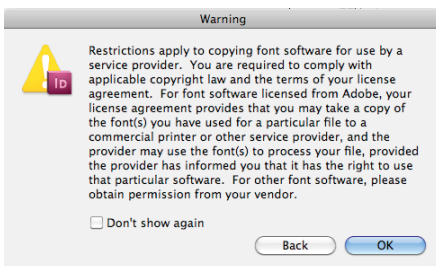 Warning
Restrictions apply to copying font software for use by a
service provider.  You are required to comply with
applicable copyright law and the terms of your license
agreement.  For font software licensed from Adobe, your
license agreement provides that you may take a copy of
the font(s) you have used for a particular file to a
commercial printer or other service provider, and the
provider may use the font(s) to process your file, provided
the provider has informed you that it has the right to use
that particular software.  For other font software, please
obtain permission from your vendor.
ID
Don't show again
Back
OK